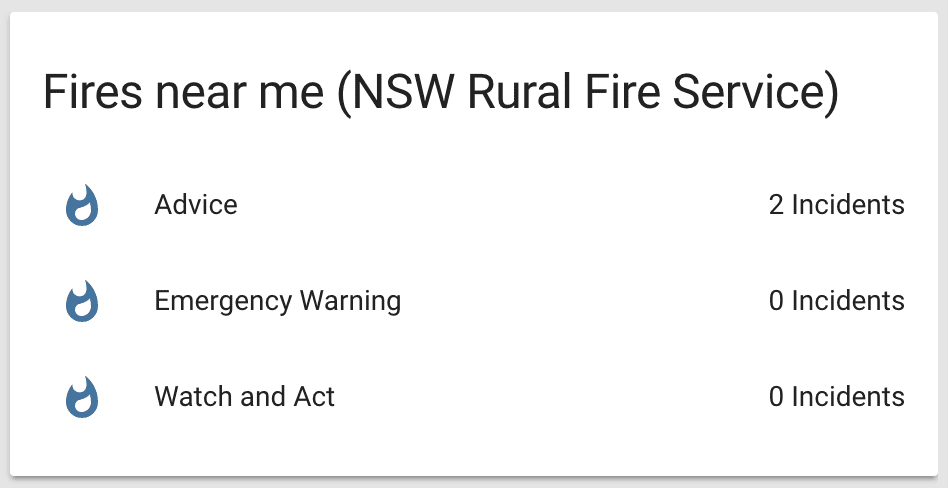 Fires near me (NSW Rural Fire Service)
Advice 2 Incidents
Emergency Warning 0 Incidents
Watch and Act 0 Incidents